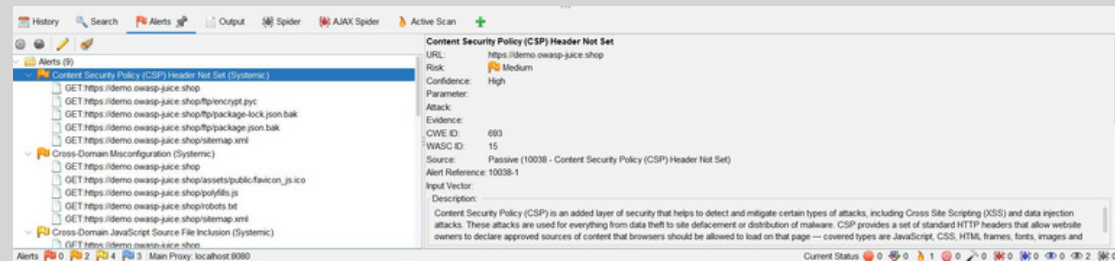 History Search Alerts Output Spider AJAX Spider Active Scan
Alerts (9)
Content Security Policy (CSP) Header Not Set (Systemic)
GET:https://demo.owasp-juice.shop
GET:https://demo.owasp-juice.shop/ftp/encrypt.pyc
GET:https://demo.owasp-juice.shop/ftp/package-lock.json.bak
GET:https://demo.owasp-juice.shop/ftp/package.json.bak
GET:https://demo.owasp-juice.shop/sitemap.xml
Cross-Domain Misconfiguration (Systemic)
GET:https://demo.owasp-juice.shop
GET:https://demo.owasp-juice.shop/assets/public/favicon_js.ico
GET:https://demo.owasp-juice.shop/polyfills.js
GET:https://demo.owasp-juice.shop/robots.txt
GET:https://demo.owasp-juice.shop/sitemap.xml
Cross-Domain JavaScript Source File Inclusion (Systemic)
GET:https://demo.owasp-juice.shop
Content Security Policy (CSP) Header Not Set
URL: https://demo.owasp-juice.shop
Risk: Medium
Confidence: High
Parameter:
Attack:
Evidence:
CWE ID: 693
WASC ID: 15
Source: Passive (10038 - Content Security Policy (CSP) Header Not Set)
Alert Reference: 10038-1
Input Vector:
Description:
Content Security Policy (CSP) is an added layer of security that helps to detect and mitigate certain types of attacks, including Cross Site Scripting (XSS) and data injection
attacks. These attacks are used for everything from data theft to site defacement or distribution of malware. CSP provides a set of standard HTTP headers that allow website
owners to declare approved sources of content that browsers should be allowed to load on that page — covered types are JavaScript, CSS, HTML frames, fonts, images and
Alerts 0 2 4 3 Main Proxy: localhost:8080 Current Status 0 0 1 0 0 0 0 0 2